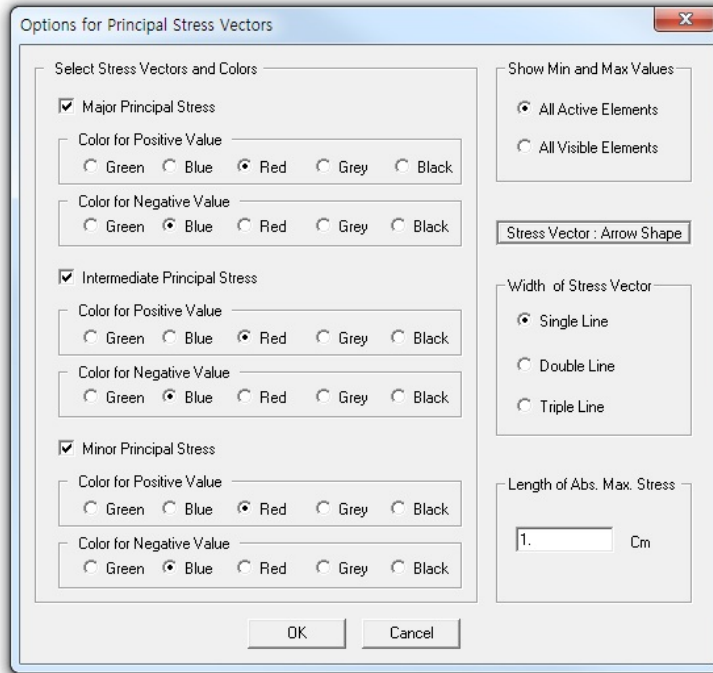 Options for Principal Stress Vectors
Select Stress Vectors and Colors
Major Principal Stress
Color for Positive Value
Green Blue Red Grey Black
Color for Negative Value
Green Blue Red Grey Black
Intermediate Principal Stress
Color for Positive Value
Green Blue Red Grey Black
Color for Negative Value
Green Blue Red Grey Black
Minor Principal Stress
Color for Positive Value
Green Blue Red Grey Black
Color for Negative Value
Green Blue Red Grey Black
Show Min and Max Values
All Active Elements
All Visible Elements
Stress Vector : Arrow Shape
Width of Stress Vector
Single Line
Double Line
Triple Line
Length of Abs. Max. Stress
1. Cm
OK Cancel